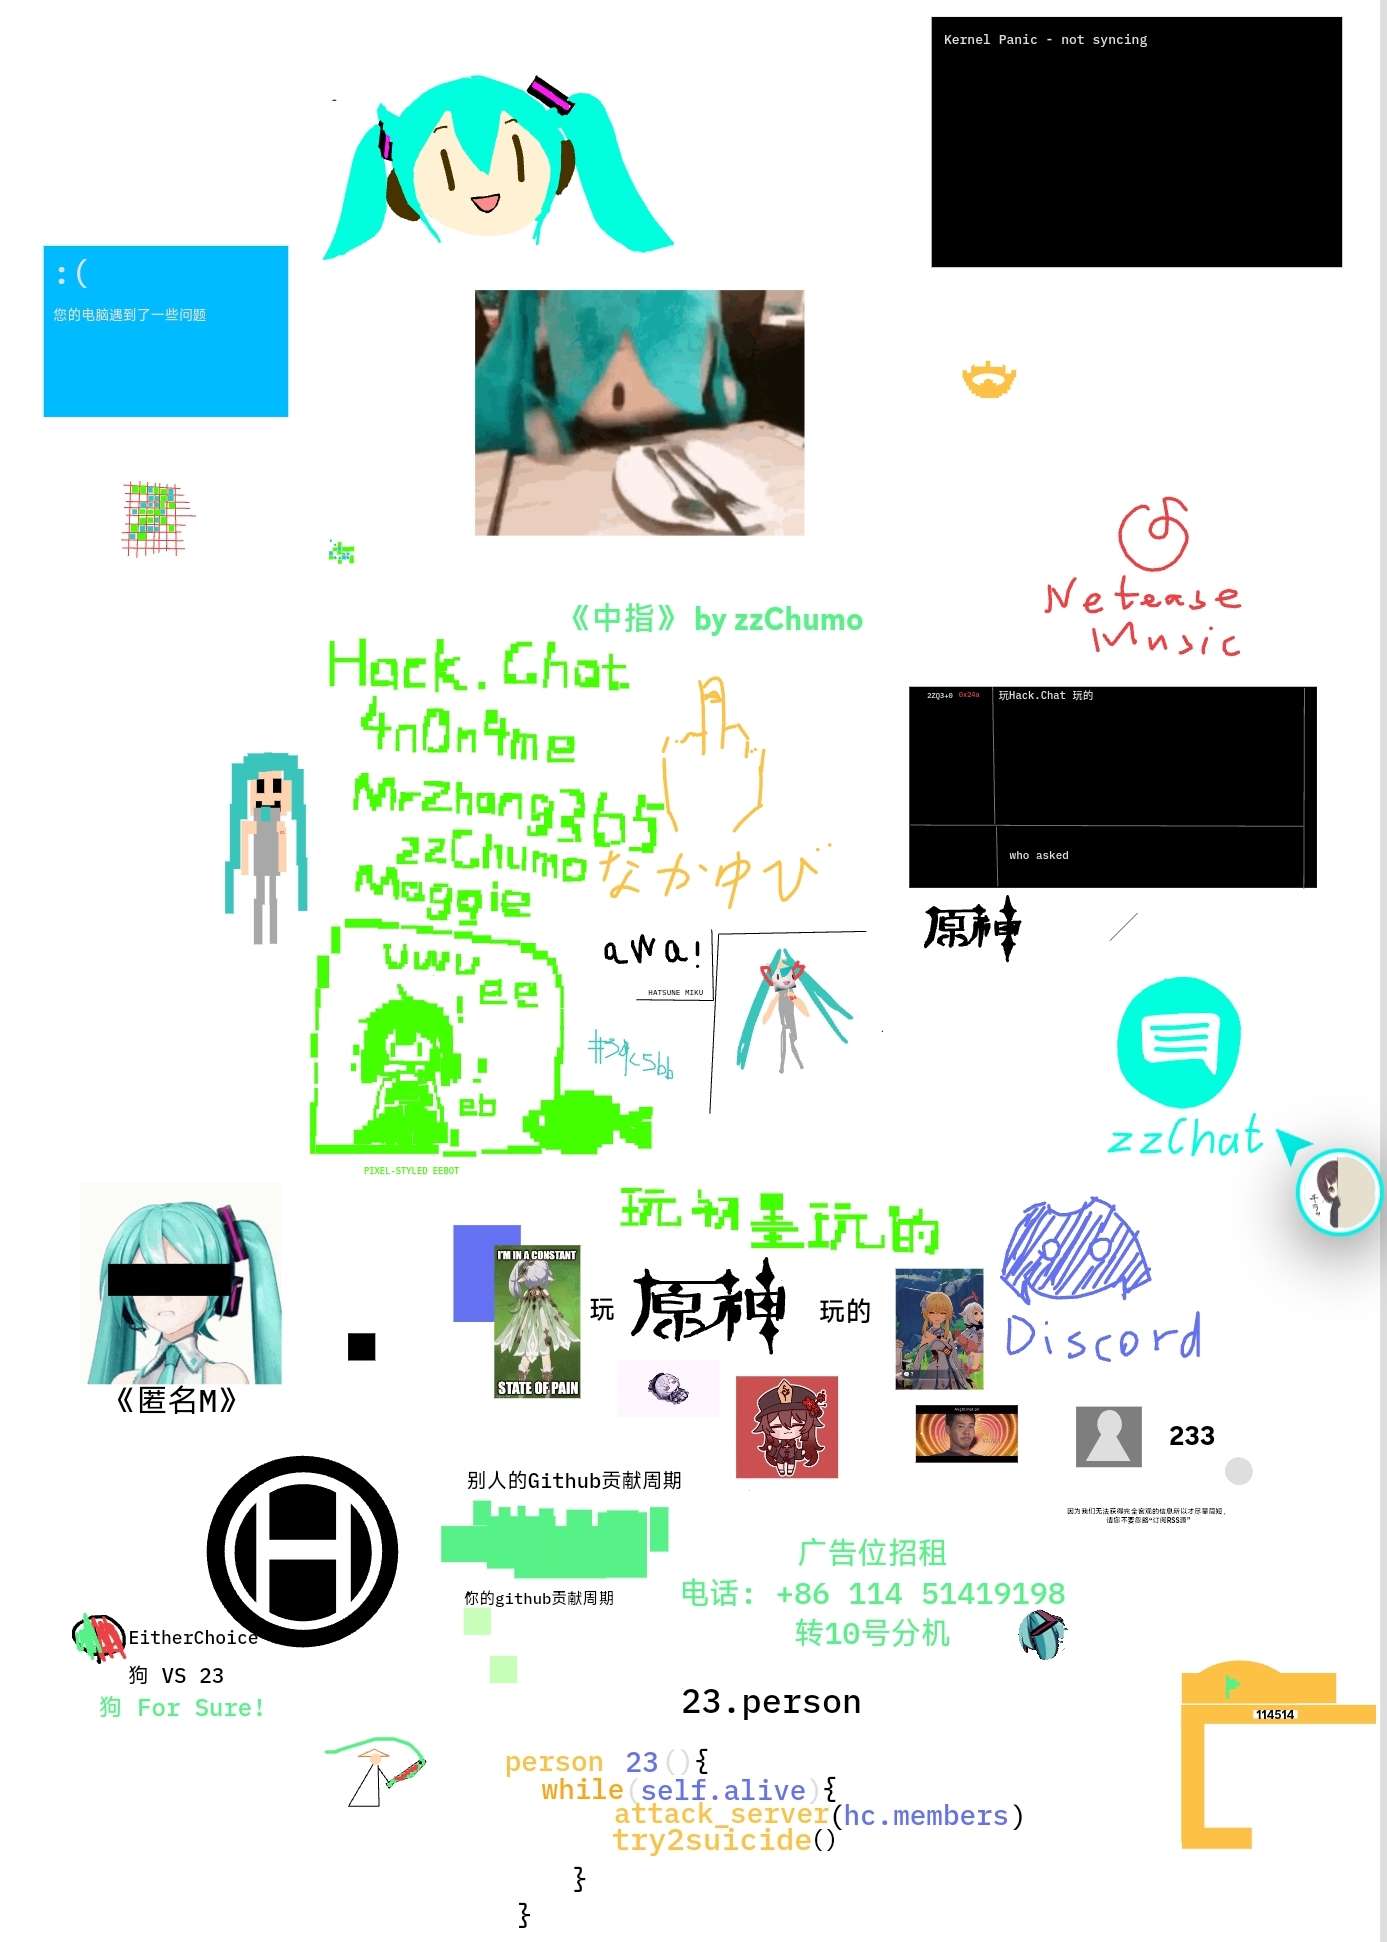 Kernel Panic - not syncing
:(
您的电脑遇到了一些问题
Netease
Music
《中指》 by zzChumo
Hack.Chat
4n0n4me
MrZhang365
zzChumo
Maggie
なかゆび
2ZQ3+0 0x24a
玩Hack.Chat 玩的
who asked
原神
awa!
HATSUNE MIKU
#39c5bb
uwu
ee
!
eb
PIXEL-STYLED EEBOT
zzChat
玩初星玩的
I'M IN A CONSTANT
STATE OF PAIN
玩
原神
玩的
Discord
《匿名M》
233
别人的Github贡献周期
因为我们无法获得完全客观的信息所以才尽量简短，
请您不要忽略“订阅RSS源”
广告位招租
电话: +86 114 51419198
转10号分机
你的github贡献周期
EitherChoice
狗 VS 23
狗 For Sure!
114514
23.person
person 23(){
while(self.alive){
attack_server(hc.members)
try2suicide()
}
}